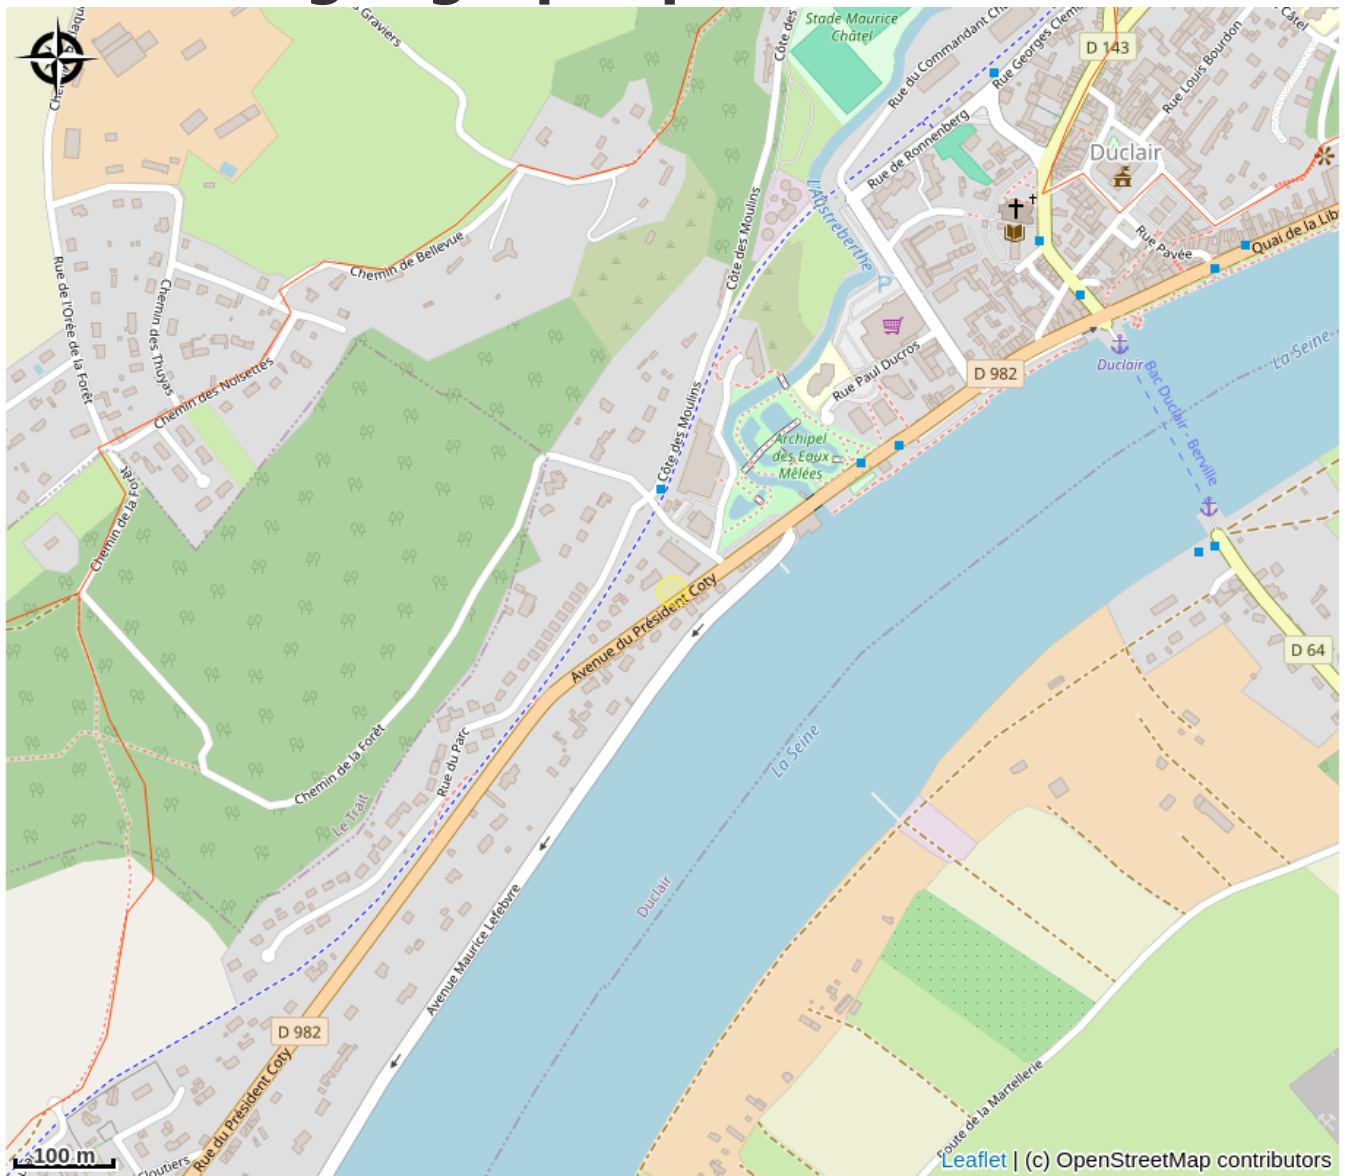 Stade Maurice
Châtel
Côte des
Rue du Commandant
Rue Georges
D 143
Rue Louis Bourdon
Châtel
Graviers
Rue de Ronnenberg
Duclair
L'Austreberthe
Côte des Moulins
Rue Pavée
Quai de la Lib
Chemin de Bellevue
Rue de l'Orée de la Forêt
Chemin des Thuyas
P
La Seine
Duclair
Rue Paul Ducros
D 982
Bac Duclair - Berville
Chemin des Noisettes
Côte des Moulins
Archipel
des Eaux
Mêlées
Chemin de la Forêt
Avenue du Président Coty
D 64
Rue du Parc
La Seine
Chemin de la Forêt
Le Trait
Duclair
Avenue Maurice Lefebvre
D 982
Rue du Président Coty
Route de la Martellerie
100 m
Cloutiers
Leaflet | (c) OpenStreetMap contributors